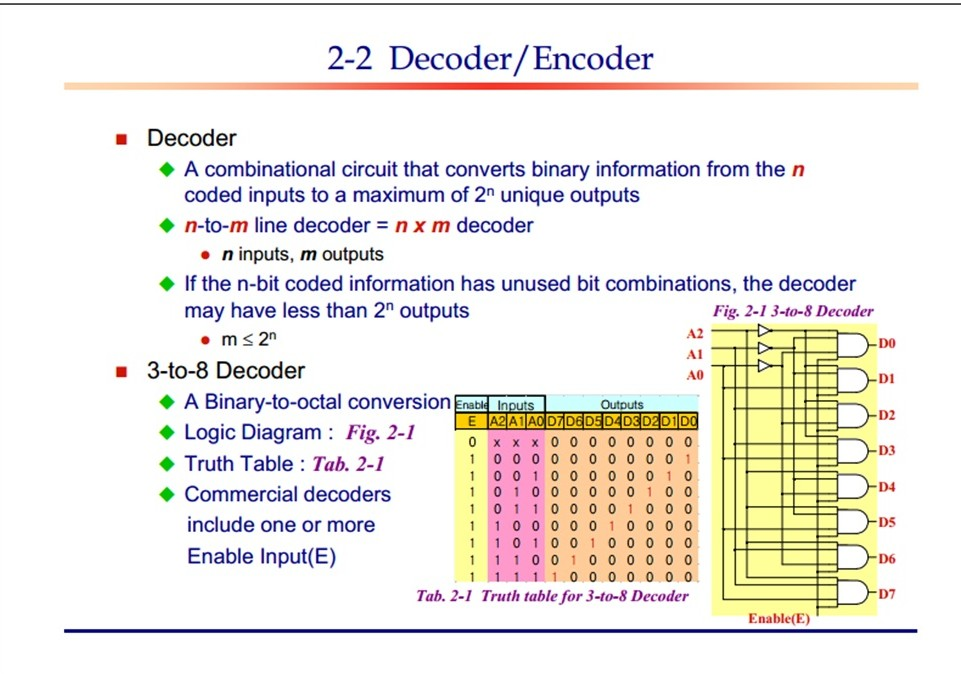 2-2 Decoder/Encoder
Decoder
A combinational circuit that converts binary information from the n
coded inputs to a maximum of 2ⁿ unique outputs
n-to-m line decoder = n x m decoder
n inputs, m outputs
If the n-bit coded information has unused bit combinations, the decoder
may have less than 2ⁿ outputs
m ≤ 2ⁿ
3-to-8 Decoder
A Binary-to-octal conversion
Logic Diagram : Fig. 2-1
Truth Table : Tab. 2-1
Commercial decoders
include one or more
Enable Input(E)
Enable Inputs Outputs
E A2 A1 A0 D7 D6 D5 D4 D3 D2 D1 D0
0 x x x 0 0 0 0 0 0 0 0
1 0 0 0 0 0 0 0 0 0 0 1
1 0 0 1 0 0 0 0 0 0 1 0
1 0 1 0 0 0 0 0 0 1 0 0
1 0 1 1 0 0 0 0 1 0 0 0
1 1 0 0 0 0 0 1 0 0 0 0
1 1 0 1 0 0 1 0 0 0 0 0
1 1 1 0 0 1 0 0 0 0 0 0
1 1 1 1 1 0 0 0 0 0 0 0
Tab. 2-1 Truth table for 3-to-8 Decoder
Fig. 2-1 3-to-8 Decoder
A2
A1
A0
D0
D1
D2
D3
D4
D5
D6
D7
Enable(E)